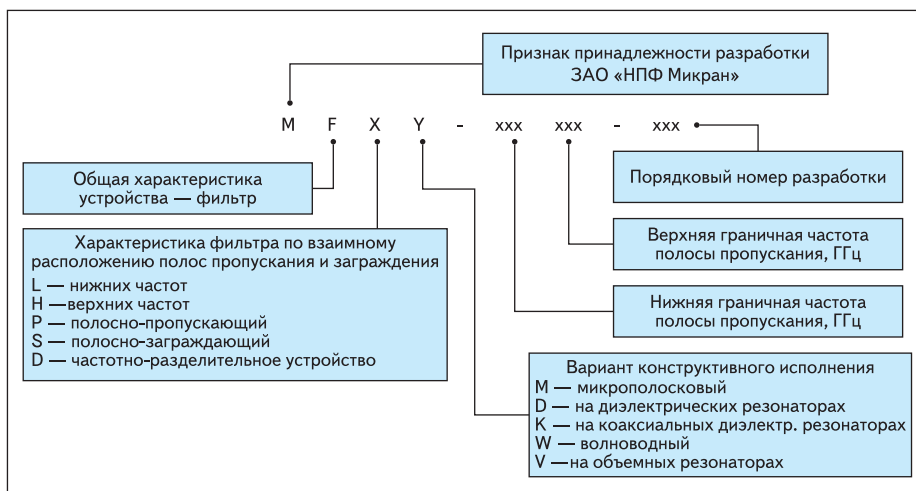 Признак принадлежности разработки
ЗАО «НПФ Микран»
M F X Y - xxx xxx - xxx
Общая характеристика
устройства — фильтр
Порядковый номер разработки
Характеристика фильтра по взаимному
расположению полос пропускания и заграждения
L — нижних частот
H —верхних частот
P — полосно-пропускающий
S — полосно-заграждающий
D — частотно-разделительное устройство
Верхняя граничная частота
полосы пропускания, ГГц
Нижняя граничная частота
полосы пропускания, ГГц
Вариант конструктивного исполнения
M — микрополосковый
D — на диэлектрических резонаторах
K — на коаксиальных диэлектр. резонаторах
W — волноводный
V —на объемных резонаторах